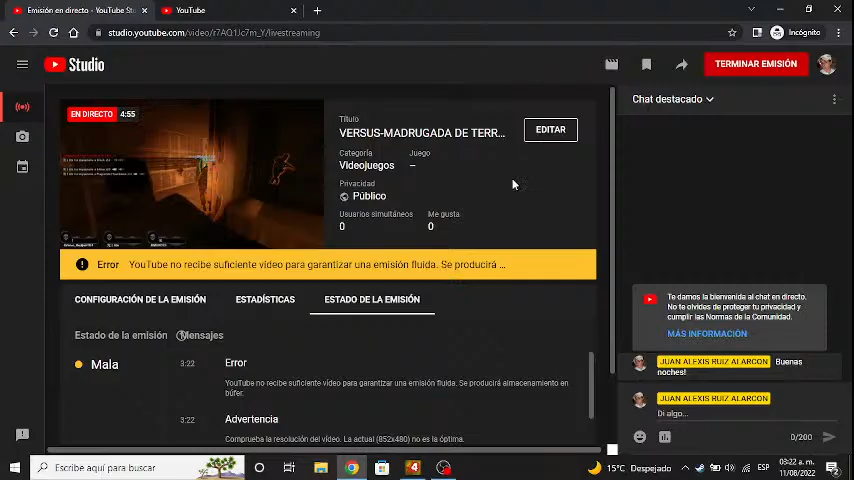 Emisión en directo - YouTube St
YouTube
studio.youtube.com/video/r7AQ1Jc7m_Y/livestreaming
Incógnito
Studio
TERMINAR EMISIÓN
EN DIRECTO 4:55
Título
VERSUS-MADRUGADA DE TERR...
EDITAR
Categoría Juego
Videojuegos –
Privacidad
Público
Usuarios simultáneos Me gusta
0 0
Error YouTube no recibe suficiente vídeo para garantizar una emisión fluida. Se producirá ...
CONFIGURACIÓN DE LA EMISIÓN ESTADÍSTICAS ESTADO DE LA EMISIÓN
Estado de la emisión Mensajes
Mala
3:22 Error
YouTube no recibe suficiente vídeo para garantizar una emisión fluida. Se producirá almacenamiento en
búfer.
3:22 Advertencia
Comprueba la resolución del vídeo. La actual (852x480) no es la óptima.
Chat destacado
Te damos la bienvenida al chat en directo.
No te olvides de proteger tu privacidad y
cumplir las Normas de la Comunidad.
MÁS INFORMACIÓN
JUAN ALEXIS RUIZ ALARCON Buenas
noches!
JUAN ALEXIS RUIZ ALARCON
Di algo...
0/200
Escribe aquí para buscar
4
15°C Despejado
ESP
03:22 a. m.
11/08/2022
2